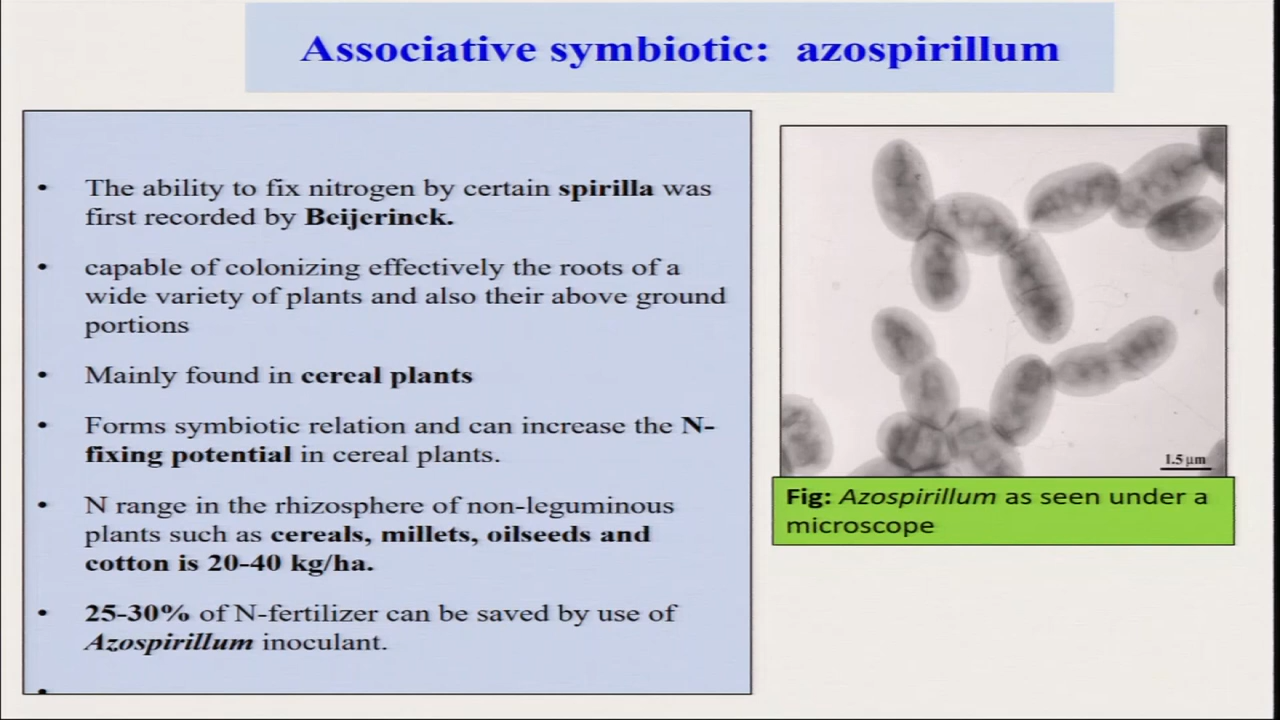 Associative symbiotic: azospirillum
• The ability to fix nitrogen by certain spirilla was
first recorded by Beijerinck.
• capable of colonizing effectively the roots of a
wide variety of plants and also their above ground
portions
• Mainly found in cereal plants
• Forms symbiotic relation and can increase the N-
fixing potential in cereal plants.
• N range in the rhizosphere of non-leguminous
plants such as cereals, millets, oilseeds and
cotton is 20-40 kg/ha.
• 25-30% of N-fertilizer can be saved by use of
Azospirillum inoculant.
•
1.5 µm
Fig: Azospirillum as seen under a
microscope